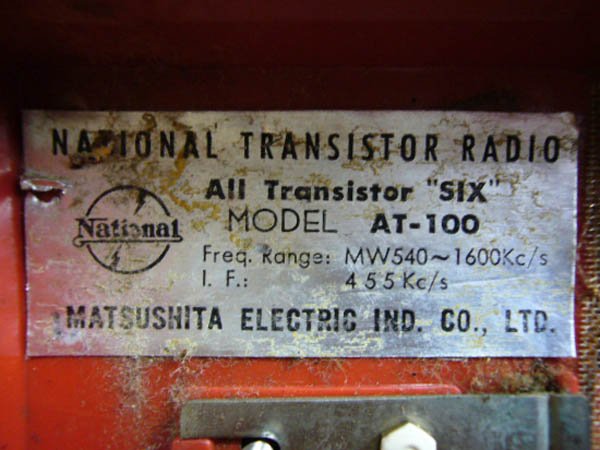 NATIONAL TRANSISTOR RADIO
All Transistor "SIX"
National
MODEL AT-100
Freq. Range: MW540~1600Kc/s
I. F.: 455Kc/s
MATSUSHITA ELECTRIC IND. CO., LTD.